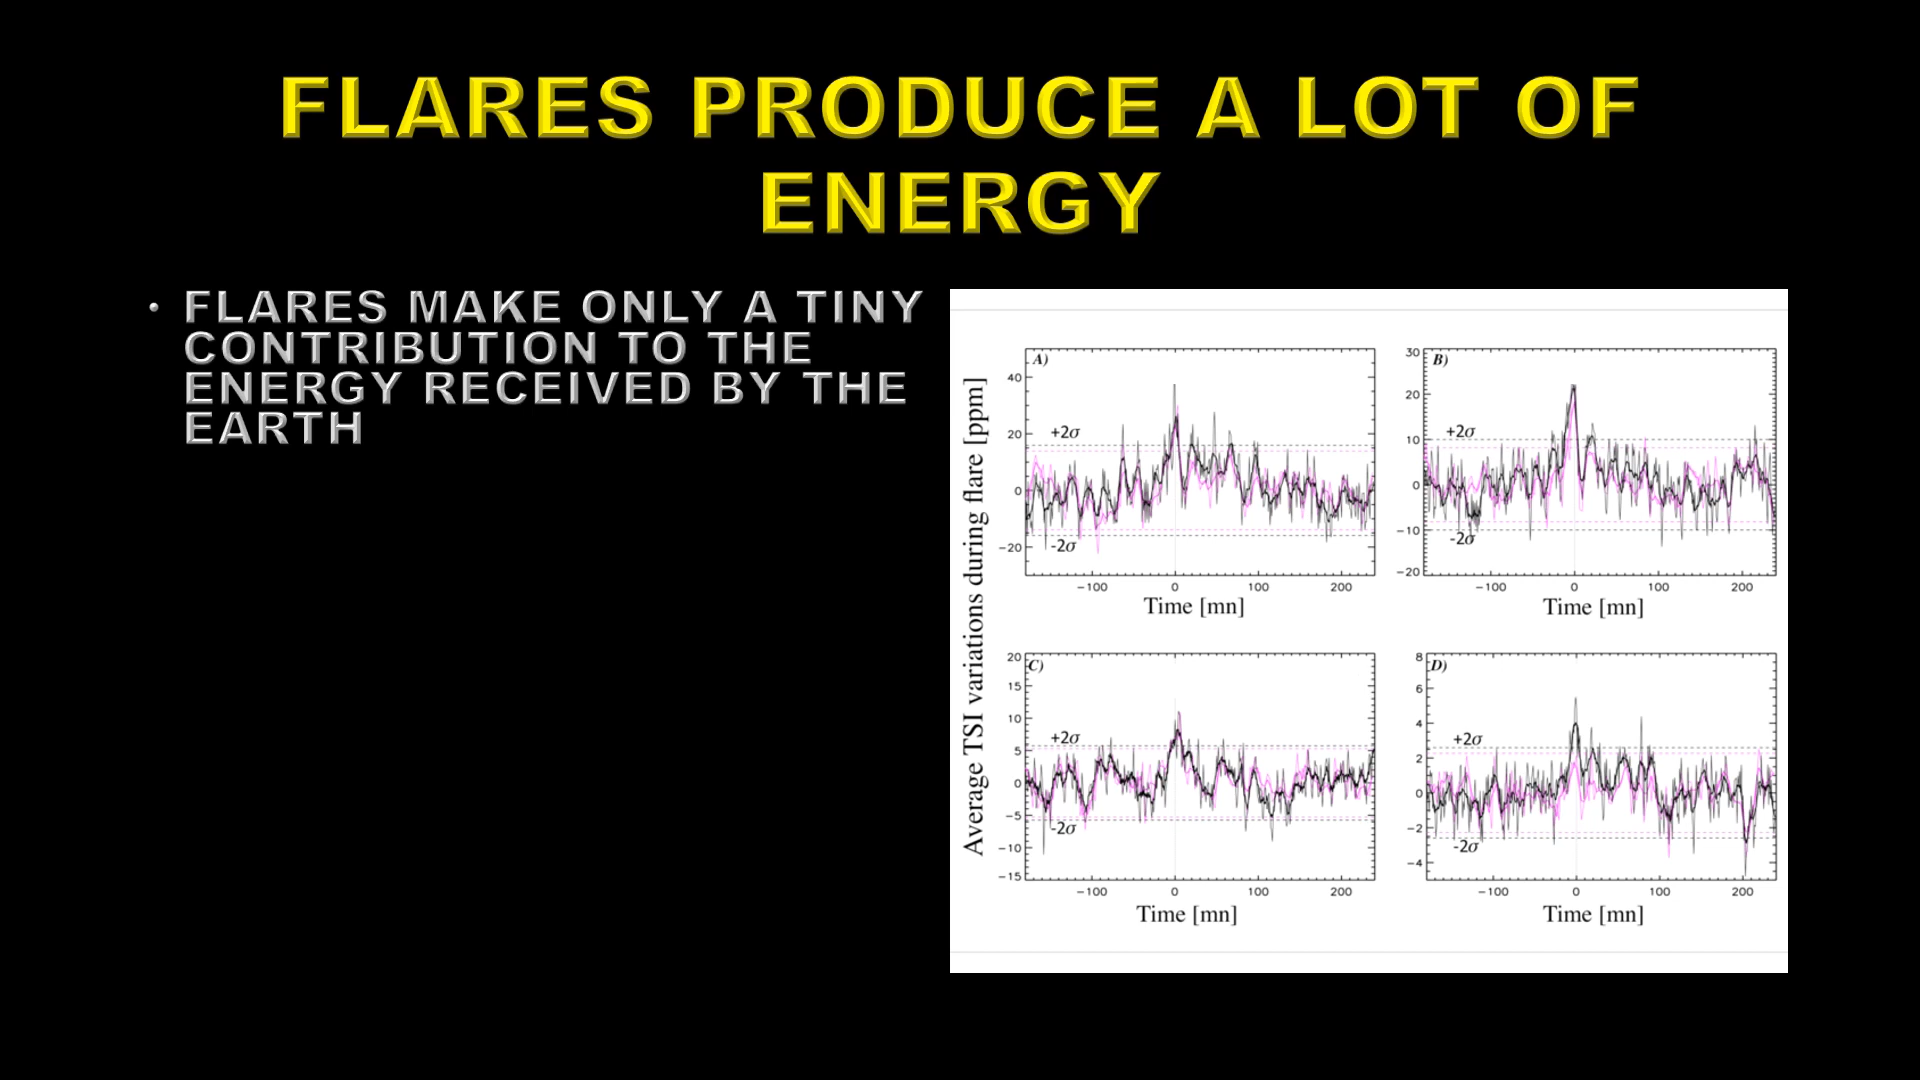 FLARES PRODUCE A LOT OF
ENERGY
• FLARES MAKE ONLY A TINY
CONTRIBUTION TO THE
ENERGY RECEIVED BY THE
EARTH
Average TSI variations during flare [ppm]
A)
40
20
0
−20
+2σ
-2σ
−100 0 100 200
Time [mn]
B)
30
20
10
0
−10
−20
+2σ
-2σ
−100 0 100 200
Time [mn]
C)
20
15
10
5
0
−5
−10
−15
+2σ
-2σ
−100 0 100 200
Time [mn]
D)
8
6
4
2
0
−2
−4
+2σ
-2σ
−100 0 100 200
Time [mn]